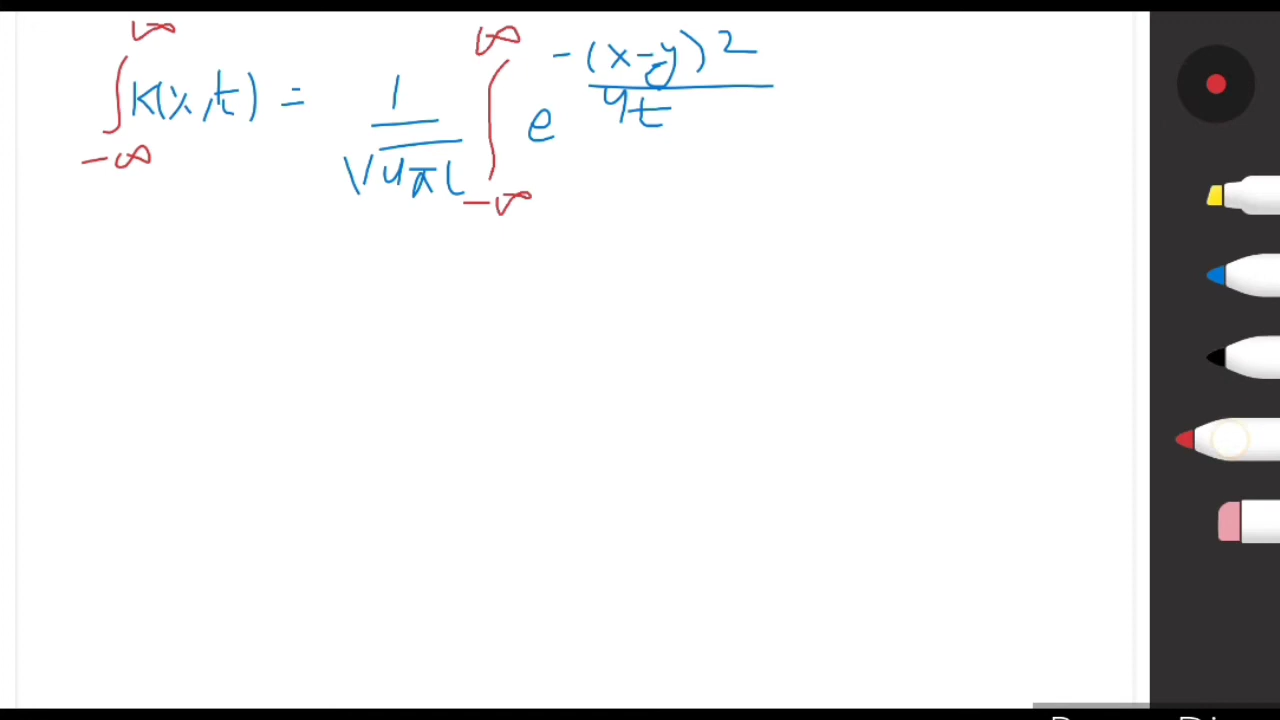 ∫_{-∞}^{∞} K(x,t) = 1/√4πt ∫_{-∞}^{∞} e^{-(x-y)²/4t}